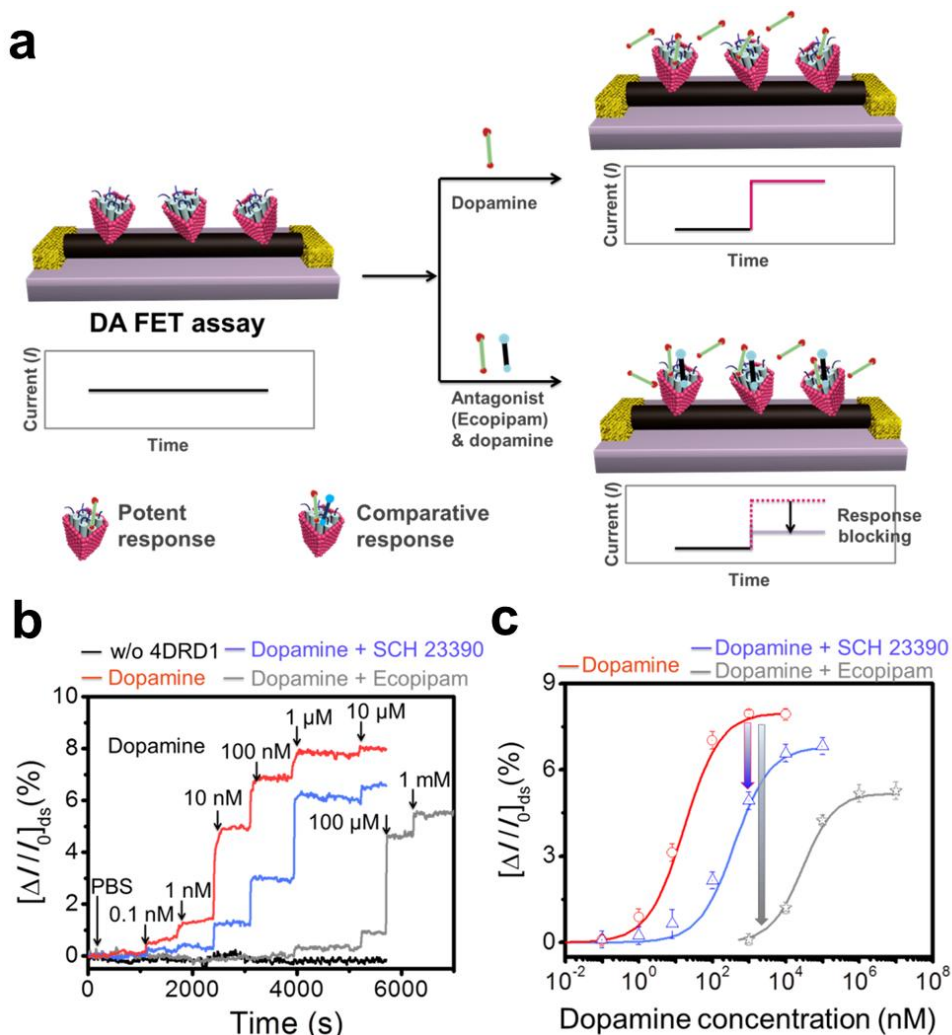 a
Dopamine
Current (I)
Time
DA FET assay
Current (I)
Time
Antagonist
(Ecopipam)
& dopamine
Potent
response
Comparative
response
Current (I)
Response
blocking
Time
b
w/o 4DRD1
Dopamine + SCH 23390
Dopamine
Dopamine + Ecopipam
[ΔI/I0]ds(%)
10
8
6
4
2
0
Dopamine
PBS
0.1 nM
1 nM
10 nM
100 nM
1 μM
10 μM
100 μM
1 mM
0
2000
4000
6000
Time (s)
c
Dopamine + SCH 23390
Dopamine
Dopamine + Ecopipam
[ΔI/I0]ds(%)
9
6
3
0
10-2
100
102
104
106
108
Dopamine concentration (nM)